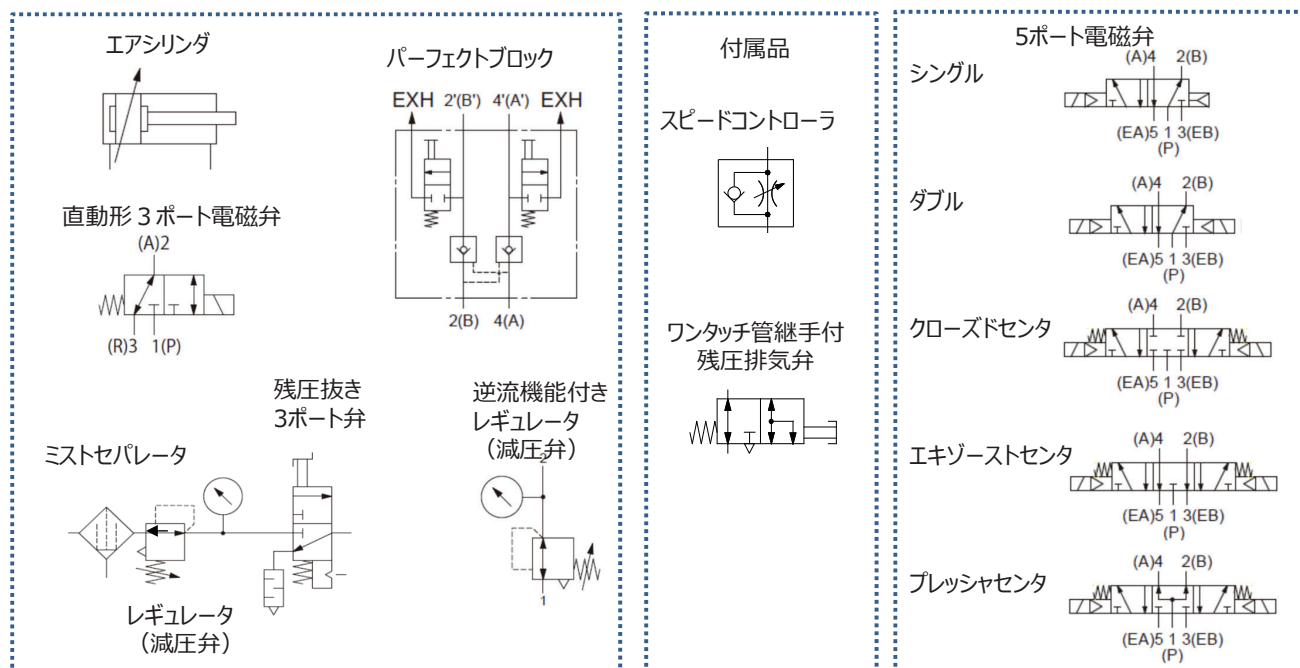 エアシリンダ
パーフェクトブロック
EXH 2'(B') 4'(A') EXH
2(B) 4(A)
直動形３ポート電磁弁
(A)2
(R)3 1(P)
残圧抜き
3ポート弁
逆流機能付き
レギュレータ
（減圧弁）
2
1
ミストセパレータ
レギュレータ
（減圧弁）
付属品
スピードコントローラ
ワンタッチ管継手付
残圧排気弁
5ポート電磁弁
シングル
(A)4 2(B)
(EA)5 1 3(EB)
(P)
ダブル
(A)4 2(B)
(EA)5 1 3(EB)
(P)
クローズドセンタ
(A)4 2(B)
(EA)5 1 3(EB)
(P)
エキゾーストセンタ
(A)4 2(B)
(EA)5 1 3(EB)
(P)
プレッシャセンタ
(A)4 2(B)
(EA)5 1 3(EB)
(P)